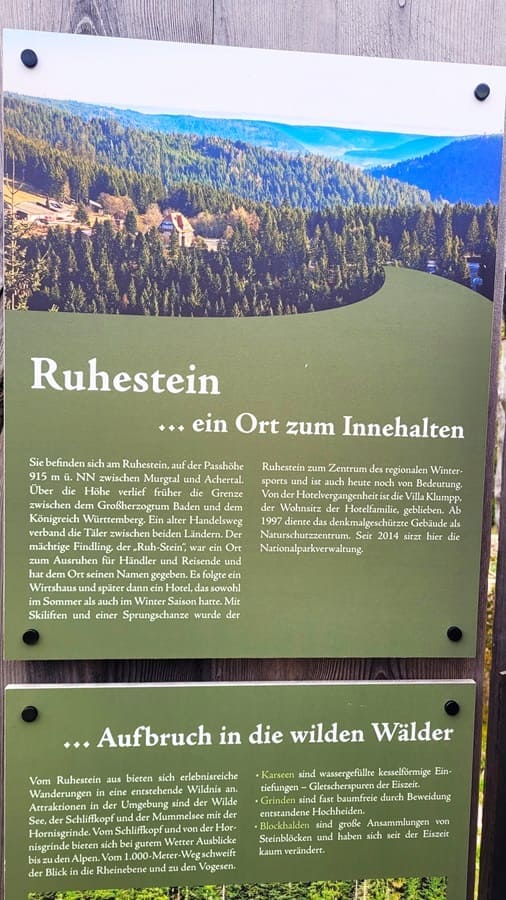 Ruhestein
... ein Ort zum Innehalten
Sie befinden sich am Ruhestein, auf der Passhöhe
915 m ü. NN zwischen Murgtal und Achertal.
Über die Höhe verlief früher die Grenze
zwischen dem Großherzogtum Baden und dem
Königreich Württemberg. Ein alter Handelsweg
verband die Täler zwischen beiden Ländern. Der
mächtige Findling, der „Ruh-Stein“, war ein Ort
zum Ausruhen für Händler und Reisende und
hat dem Ort seinen Namen gegeben. Es folgte ein
Wirtshaus und später dann ein Hotel, das sowohl
im Sommer als auch im Winter Saison hatte. Mit
Skiliften und einer Sprungschanze wurde der
Ruhestein zum Zentrum des regionalen Winter-
sports und ist auch heute noch von Bedeutung.
Von der Hotelvergangenheit ist die Villa Klumpp,
der Wohnsitz der Hotelfamilie, geblieben. Ab
1997 diente das denkmalgeschützte Gebäude als
Naturschutzzentrum. Seit 2014 sitzt hier die
Nationalparkverwaltung.
... Aufbruch in die wilden Wälder
Vom Ruhestein aus bieten sich erlebnisreiche
Wanderungen in eine entstehende Wildnis an.
Attraktionen in der Umgebung sind der Wilde
See, der Schliffkopf und der Mummelsee mit der
Hornisgrinde. Vom Schliffkopf und von der Hor-
nisgrinde bieten sich bei gutem Wetter Ausblicke
bis zu den Alpen. Vom 1.000-Meter-Weg schweift
der Blick in die Rheinebene und zu den Vogesen.
· Karseen sind wassergefüllte kesselförmige Ein-
tiefungen – Gletscherspuren der Eiszeit.
· Grinden sind fast baumfreie durch Beweidung
entstandene Hochheiden.
· Blockhalden sind große Ansammlungen von
Steinblöcken und haben sich seit der Eiszeit
kaum verändert.